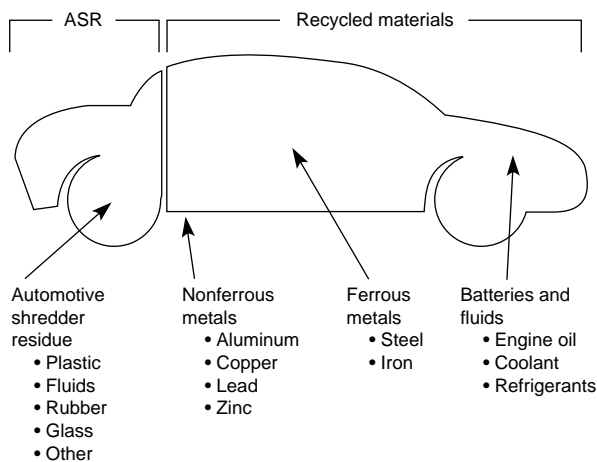 ASR
Recycled materials
Automotive
shredder
residue
• Plastic
• Fluids
• Rubber
• Glass
• Other
Nonferrous
metals
• Aluminum
• Copper
• Lead
• Zinc
Ferrous
metals
• Steel
• Iron
Batteries and
fluids
• Engine oil
• Coolant
• Refrigerants